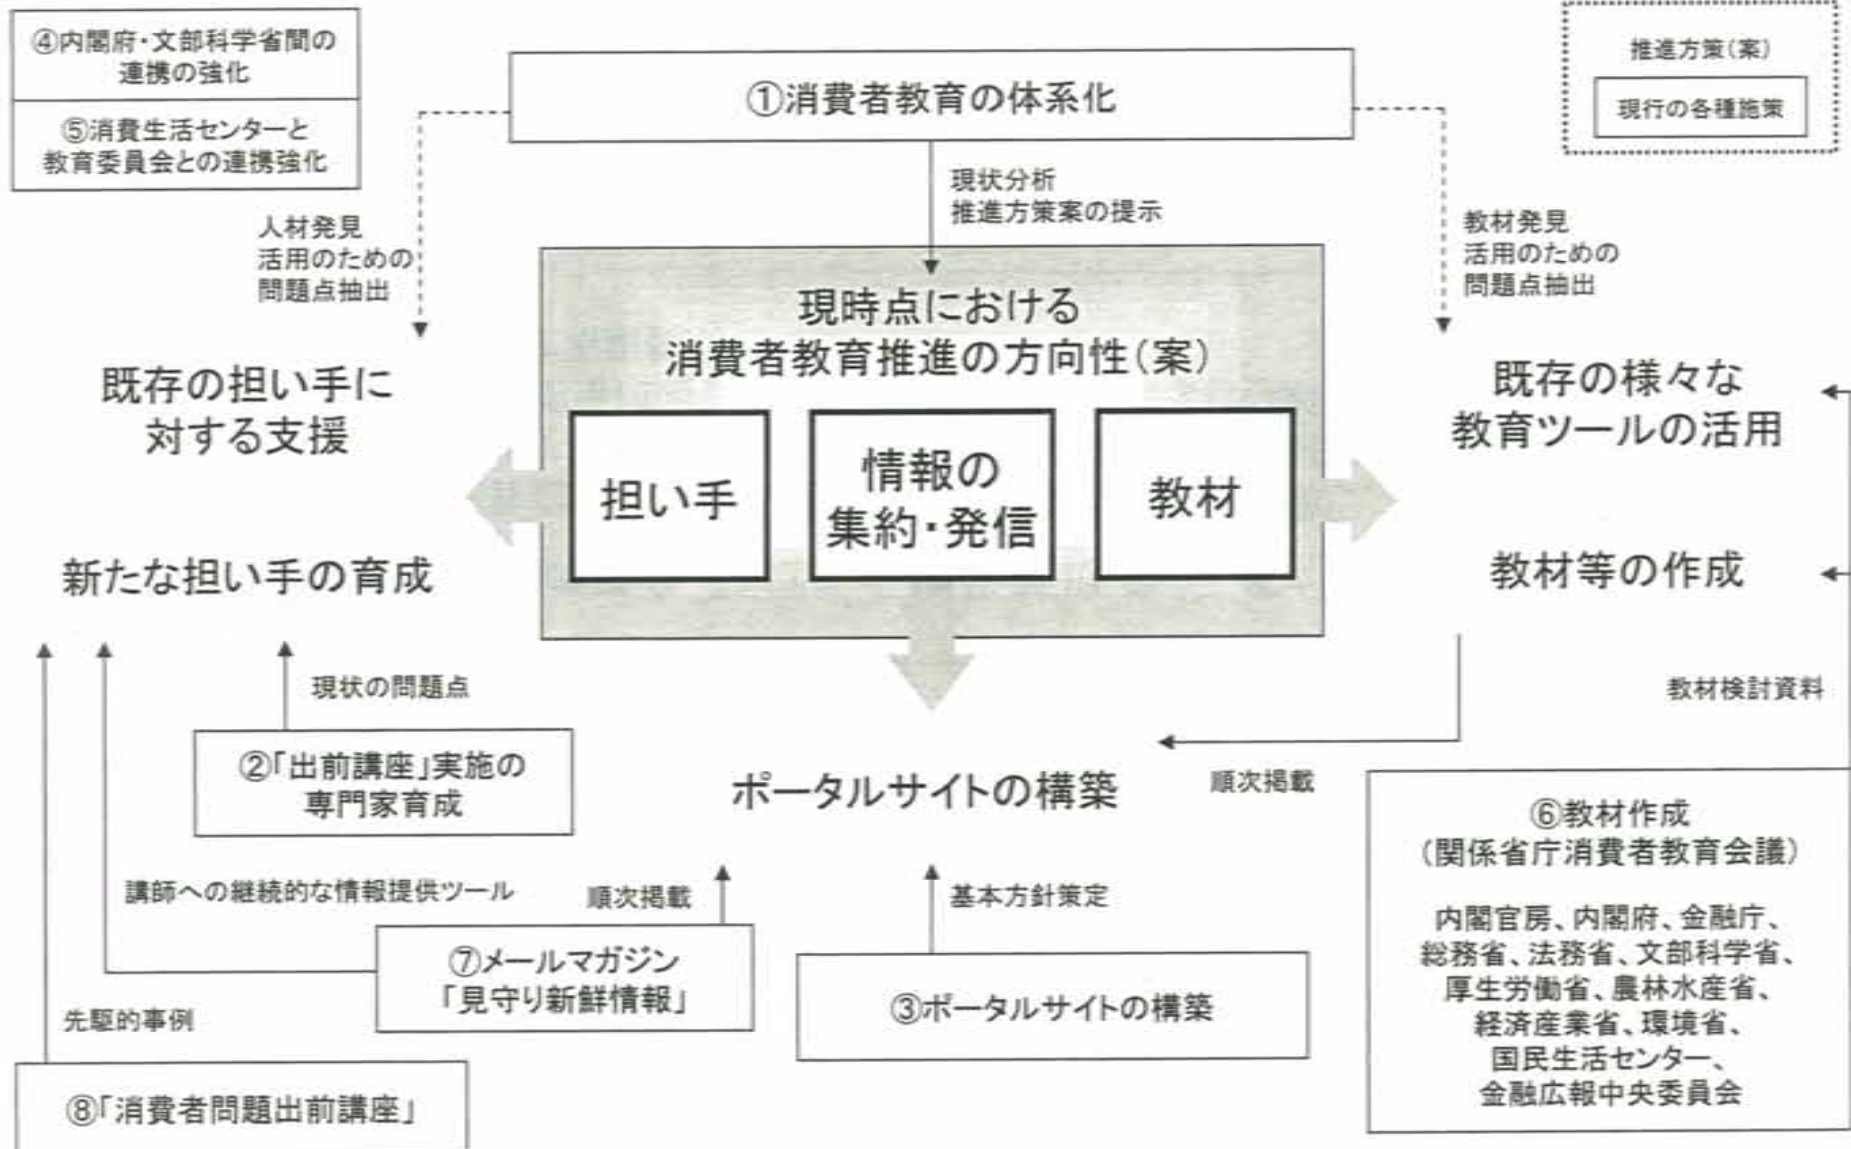 ④内閣府・文部科学省間の
連携の強化
⑤消費生活センターと
教育委員会との連携強化
①消費者教育の体系化
推進方策(案)
現行の各種施策
現状分析
推進方策案の提示
人材発見
活用のための
問題点抽出
教材発見
活用のための
問題点抽出
現時点における
消費者教育推進の方向性(案)
担い手
情報の
集約・発信
教材
既存の担い手に
対する支援
新たな担い手の育成
既存の様々な
教育ツールの活用
教材等の作成
現状の問題点
教材検討資料
②「出前講座」実施の
専門家育成
ポータルサイトの構築
順次掲載
講師への継続的な情報提供ツール
順次掲載
基本方針策定
⑦メールマガジン
「見守り新鮮情報」
③ポータルサイトの構築
先駆的事例
⑧「消費者問題出前講座」
⑥教材作成
(関係省庁消費者教育会議)
内閣官房、内閣府、金融庁、
総務省、法務省、文部科学省、
厚生労働省、農林水産省、
経済産業省、環境省、
国民生活センター、
金融広報中央委員会